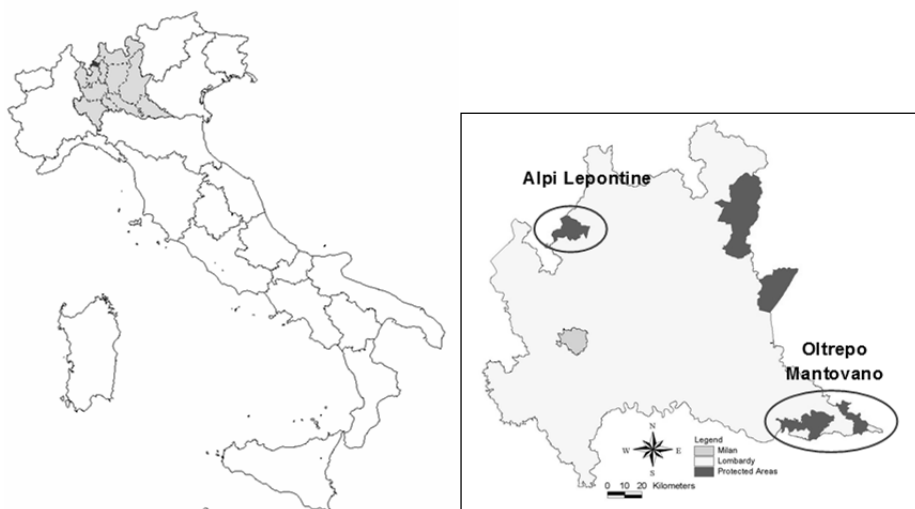 Alpi Lepontine
Oltrepo
Mantovano
N
W E
S
Legend
Milan
Lombardy
Protected Areas
0 10 20 Kilometers